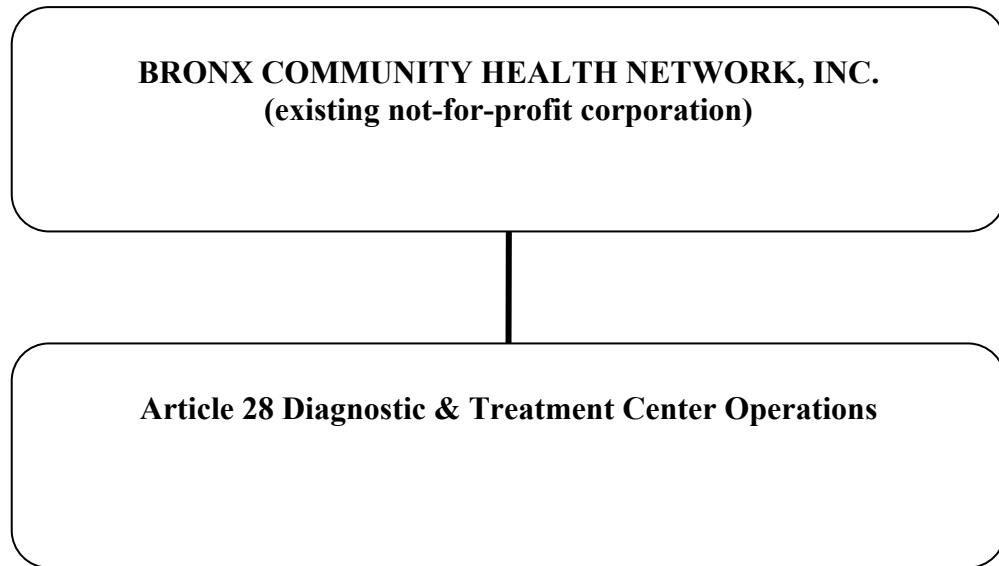 BRONX COMMUNITY HEALTH NETWORK, INC.
(existing not-for-profit corporation)
Article 28 Diagnostic & Treatment Center Operations